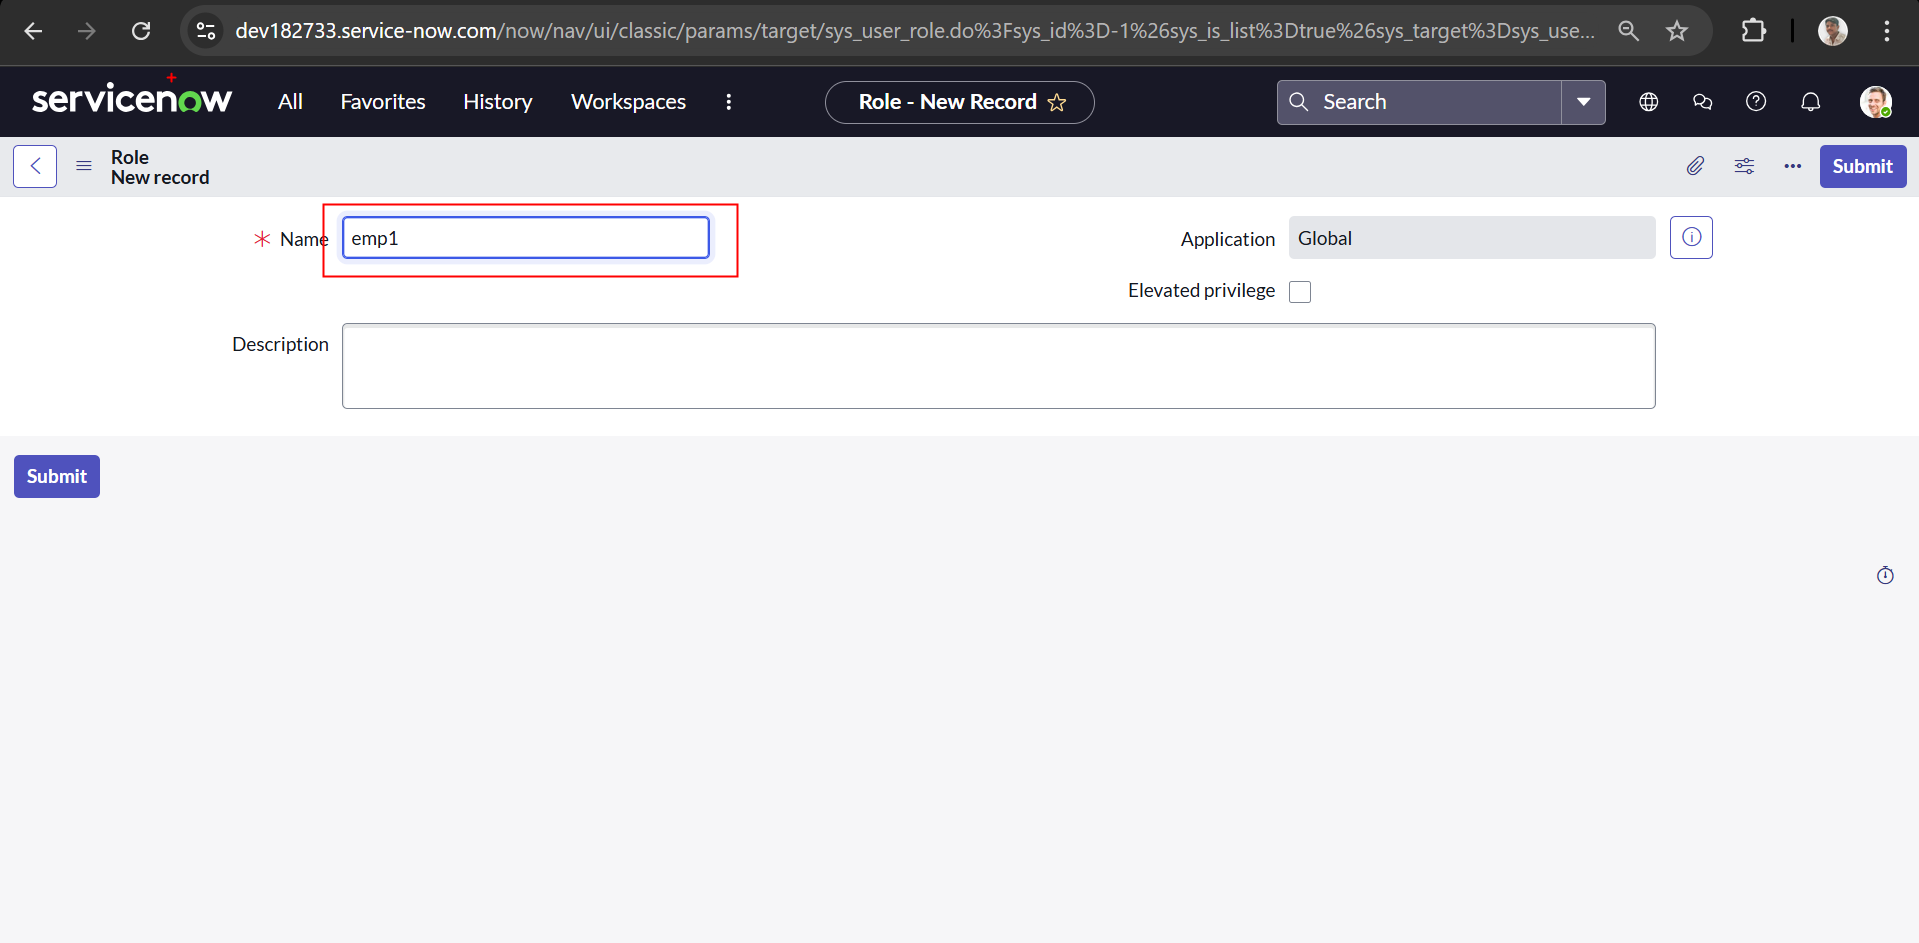 dev182733.service-now.com/now/nav/ui/classic/params/target/sys_user_role.do%3Fsys_id%3D-1%26sys_is_list%3Dtrue%26sys_target%3Dsys_use...
servicenow All Favorites History Workspaces Role - New Record Search
Role
New record
Submit
Name emp1 Application Global
Elevated privilege
Description
Submit